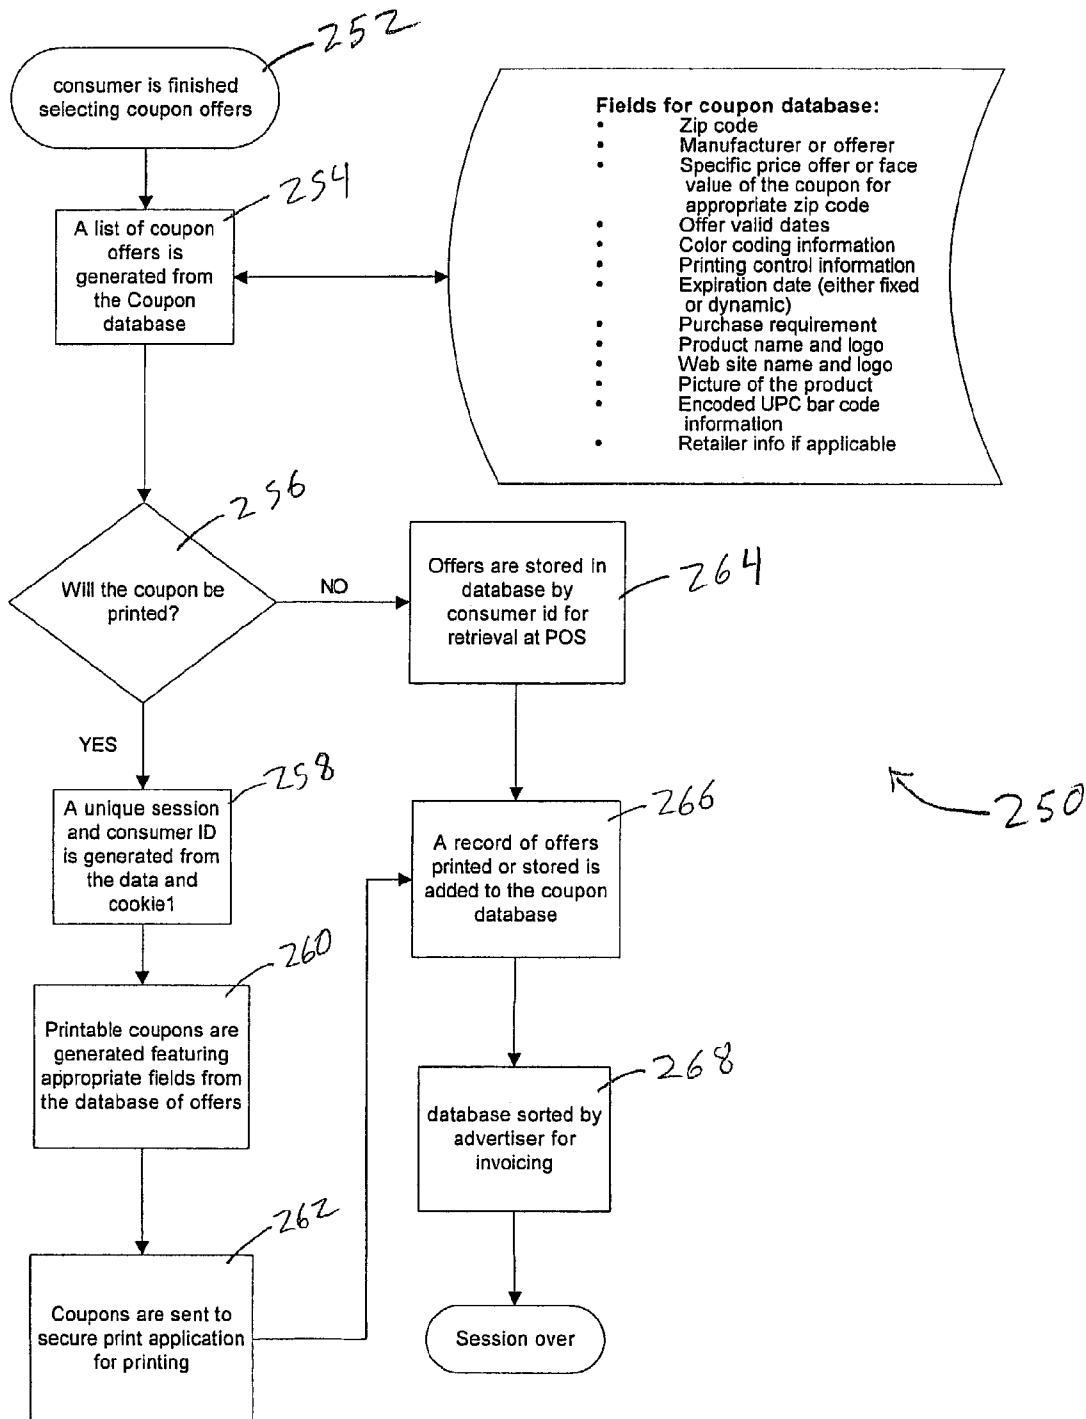 252
consumer is finished
selecting coupon offers
Fields for coupon database:
• Zip code
• Manufacturer or offerer
• Specific price offer or face
value of the coupon for
appropriate zip code
• Offer valid dates
• Color coding information
• Printing control information
• Expiration date (either fixed
or dynamic)
• Purchase requirement
• Product name and logo
• Web site name and logo
• Picture of the product
• Encoded UPC bar code
information
• Retailer info if applicable
254
A list of coupon
offers is
generated from
the Coupon
database
256
Will the coupon be
printed?
NO
YES
264
Offers are stored in
database by
consumer id for
retrieval at POS
258
A unique session
and consumer ID
is generated from
the data and
cookie1
266
A record of offers
printed or stored is
added to the coupon
database
250
260
Printable coupons are
generated featuring
appropriate fields from
the database of offers
268
database sorted by
advertiser for
invoicing
262
Coupons are sent to
secure print application
for printing
Session over